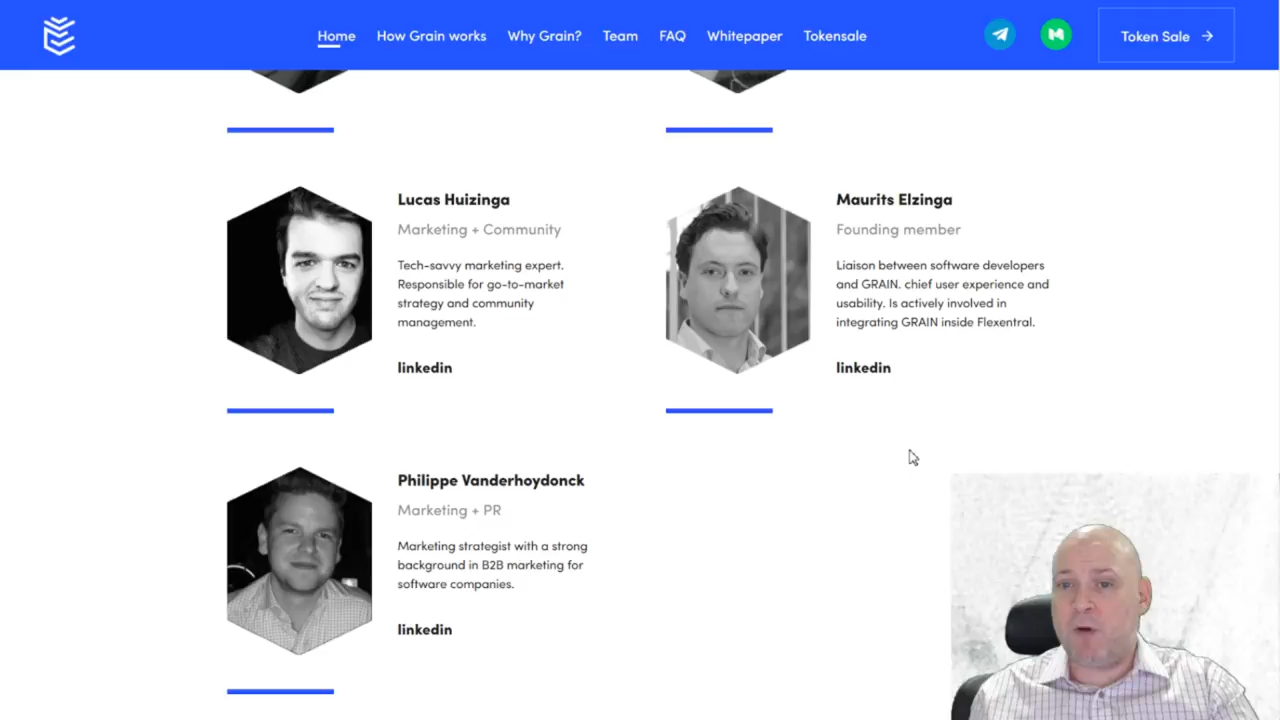 Home How Grain works Why Grain? Team FAQ Whitepaper Tokensale Token Sale →
Lucas Huizinga
Marketing + Community
Tech-savvy marketing expert.
Responsible for go-to-market
strategy and community
management.
linkedin
Maurits Elzinga
Founding member
Liaison between software developers
and GRAIN. chief user experience and
usability. Is actively involved in
integrating GRAIN inside Flexentral.
linkedin
Philippe Vanderhoydonck
Marketing + PR
Marketing strategist with a strong
background in B2B marketing for
software companies.
linkedin